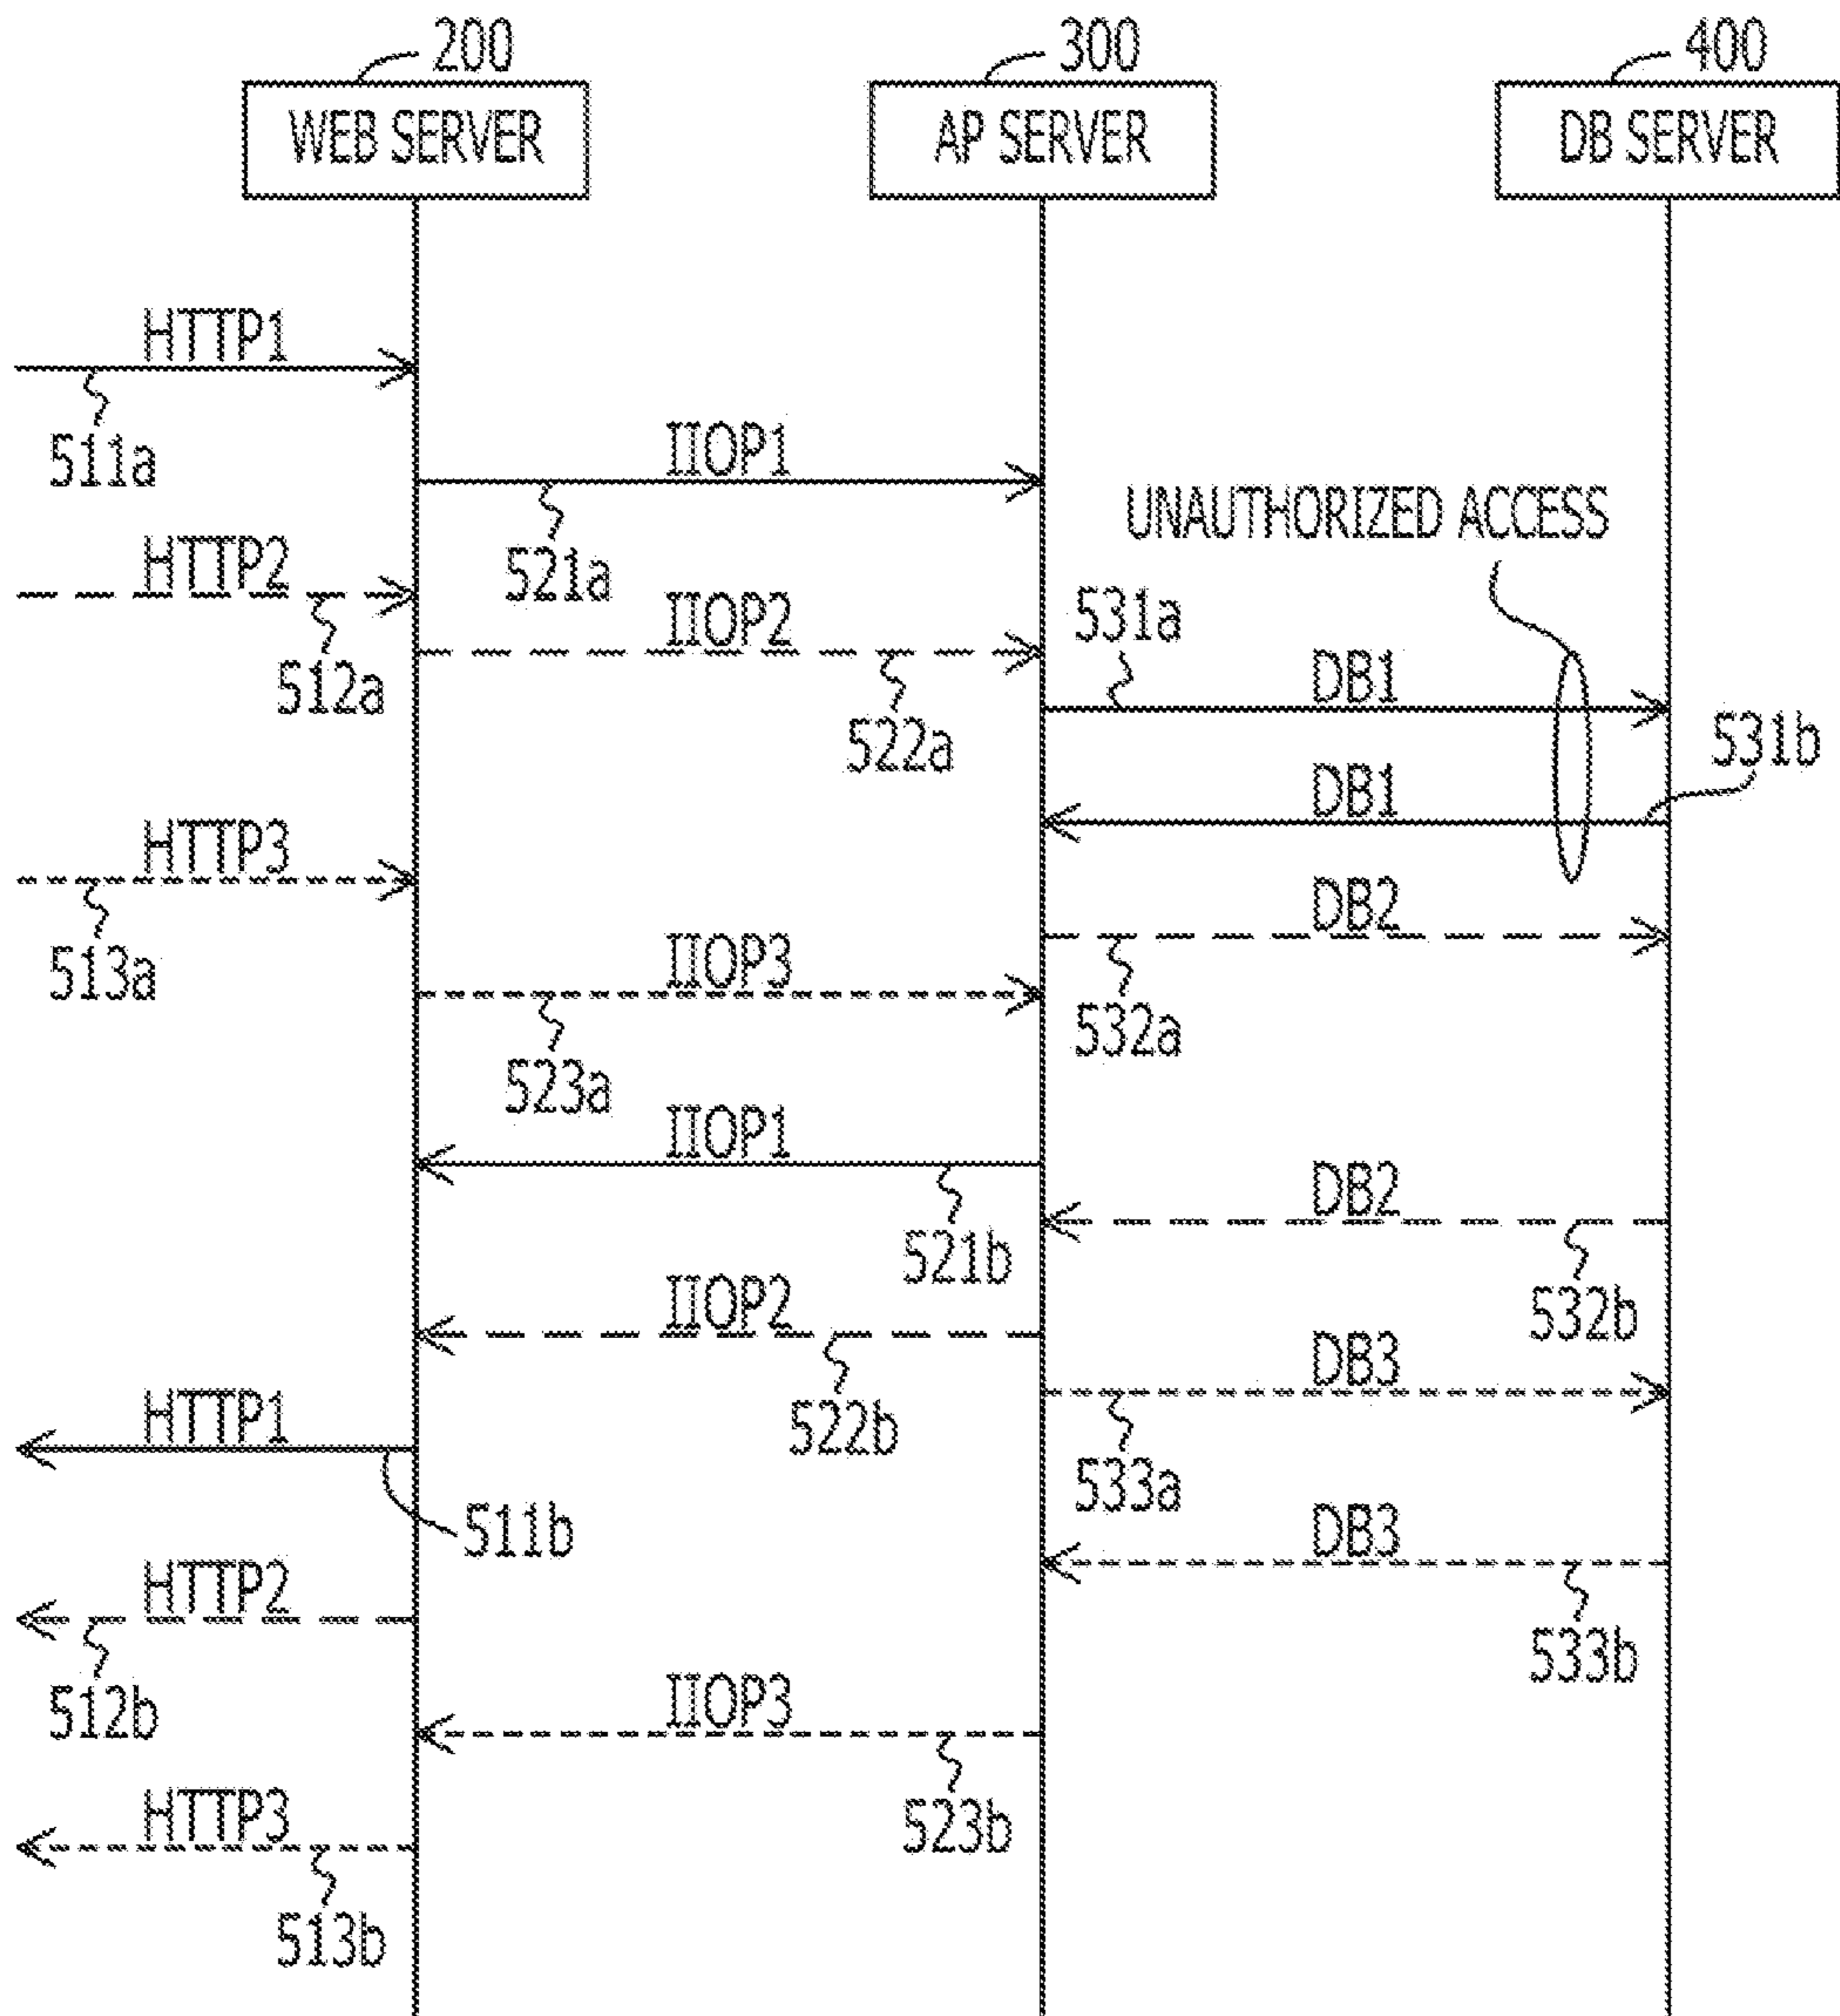 200
300
400
WEB SERVER
AP SERVER
DB SERVER
HTTP1
511a
IIOP1
521a
UNAUTHORIZED ACCESS
HTTP2
512a
IIOP2
522a
531a
DB1
531b
DB1
HTTP3
513a
DB2
532a
IIOP3
523a
IIOP1
521b
DB2
532b
IIOP2
522b
DB3
533a
HTTP1
511b
DB3
533b
HTTP2
512b
IIOP3
523b
HTTP3
513b